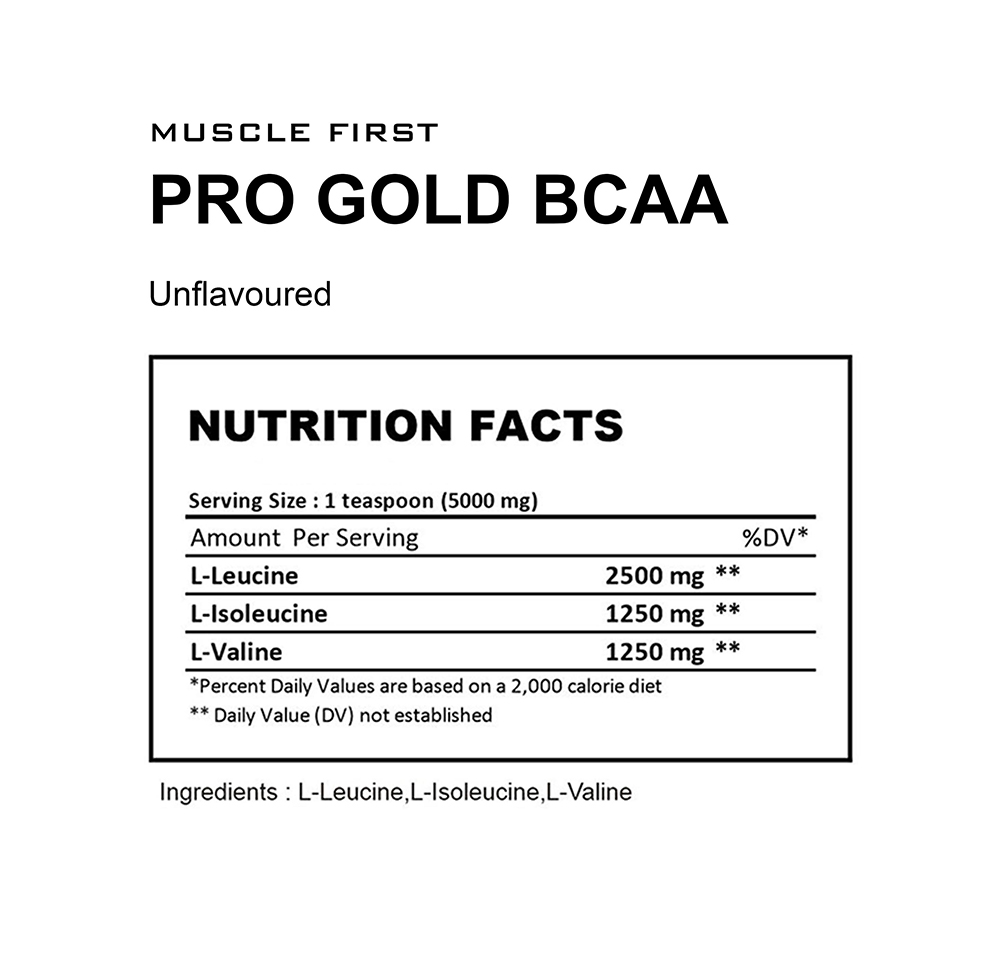 MUSCLE FIRST
PRO GOLD BCAA
Unflavoured
NUTRITION FACTS
Serving Size : 1 teaspoon (5000 mg)
Amount Per Serving %DV*
L-Leucine 2500 mg **
L-Isoleucine 1250 mg **
L-Valine 1250 mg **
*Percent Daily Values are based on a 2,000 calorie diet
** Daily Value (DV) not established
Ingredients : L-Leucine,L-Isoleucine,L-Valine